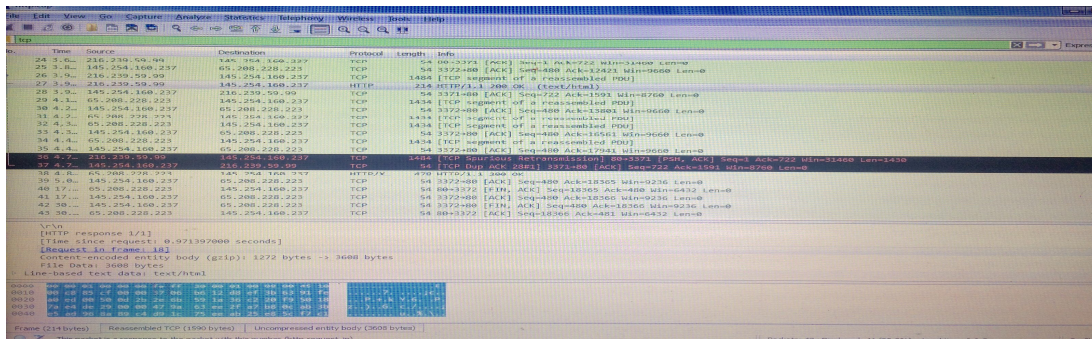 File Edit View Go Capture Analyze Statistics Telephony Wireless Tools Help
tcp
No. Time Source Destination Protocol Length Info
24 3.6… 216.239.59.99 145.254.160.237 TCP 54 80→3371 [ACK] Seq=1 Ack=722 Win=31460 Len=0
25 3.8… 145.254.160.237 65.208.228.223 TCP 54 3372→80 [ACK] Seq=480 Ack=12421 Win=9660 Len=0
26 3.9… 216.239.59.99 145.254.160.237 TCP 1484 [TCP segment of a reassembled PDU]
27 3.9… 216.239.59.99 145.254.160.237 HTTP 214 HTTP/1.1 200 OK (text/html)
28 3.9… 145.254.160.237 216.239.59.99 TCP 54 3371→80 [ACK] Seq=722 Ack=1591 Win=8760 Len=0
29 4.1… 65.208.228.223 145.254.160.237 TCP 1434 [TCP segment of a reassembled PDU]
30 4.2… 145.254.160.237 65.208.228.223 TCP 54 3372→80 [ACK] Seq=480 Ack=13801 Win=9660 Len=0
31 4.2… 65.208.228.223 145.254.160.237 TCP 1434 [TCP segment of a reassembled PDU]
32 4.3… 65.208.228.223 145.254.160.237 TCP 1434 [TCP segment of a reassembled PDU]
33 4.3… 145.254.160.237 65.208.228.223 TCP 54 3372→80 [ACK] Seq=480 Ack=16561 Win=9660 Len=0
34 4.4… 65.208.228.223 145.254.160.237 TCP 1434 [TCP segment of a reassembled PDU]
35 4.4… 145.254.160.237 65.208.228.223 TCP 54 3372→80 [ACK] Seq=480 Ack=17941 Win=9660 Len=0
36 4.7… 216.239.59.99 145.254.160.237 TCP 1484 [TCP Spurious Retransmission] 80→3371 [PSH, ACK] Seq=1 Ack=722 Win=31460 Len=1430
37 4.7… 145.254.160.237 216.239.59.99 TCP 54 [TCP Dup ACK 28#1] 3371→80 [ACK] Seq=722 Ack=1591 Win=8760 Len=0
38 4.8… 65.208.228.223 145.254.160.237 HTTP/X… 478 HTTP/1.1 200 OK
39 5.0… 145.254.160.237 65.208.228.223 TCP 54 3372→80 [ACK] Seq=480 Ack=18365 Win=9236 Len=0
40 17.… 65.208.228.223 145.254.160.237 TCP 54 80→3372 [FIN, ACK] Seq=18365 Ack=480 Win=6432 Len=0
41 17.… 145.254.160.237 65.208.228.223 TCP 54 3372→80 [ACK] Seq=480 Ack=18366 Win=9236 Len=0
42 30.… 145.254.160.237 65.208.228.223 TCP 54 3372→80 [FIN, ACK] Seq=480 Ack=18366 Win=9236 Len=0
43 30.… 65.208.228.223 145.254.160.237 TCP 54 80→3372 [ACK] Seq=18366 Ack=481 Win=6432 Len=0
\r\n
[HTTP response 1/1]
[Time since request: 0.971397000 seconds]
[Request in frame: 18]
Content-encoded entity body (gzip): 1272 bytes -> 3608 bytes
File Data: 3608 bytes
Line-based text data: text/html
0000
0010
0020
0030
0040
Frame (214 bytes) Reassembled TCP (1590 bytes) Uncompressed entity body (3608 bytes)